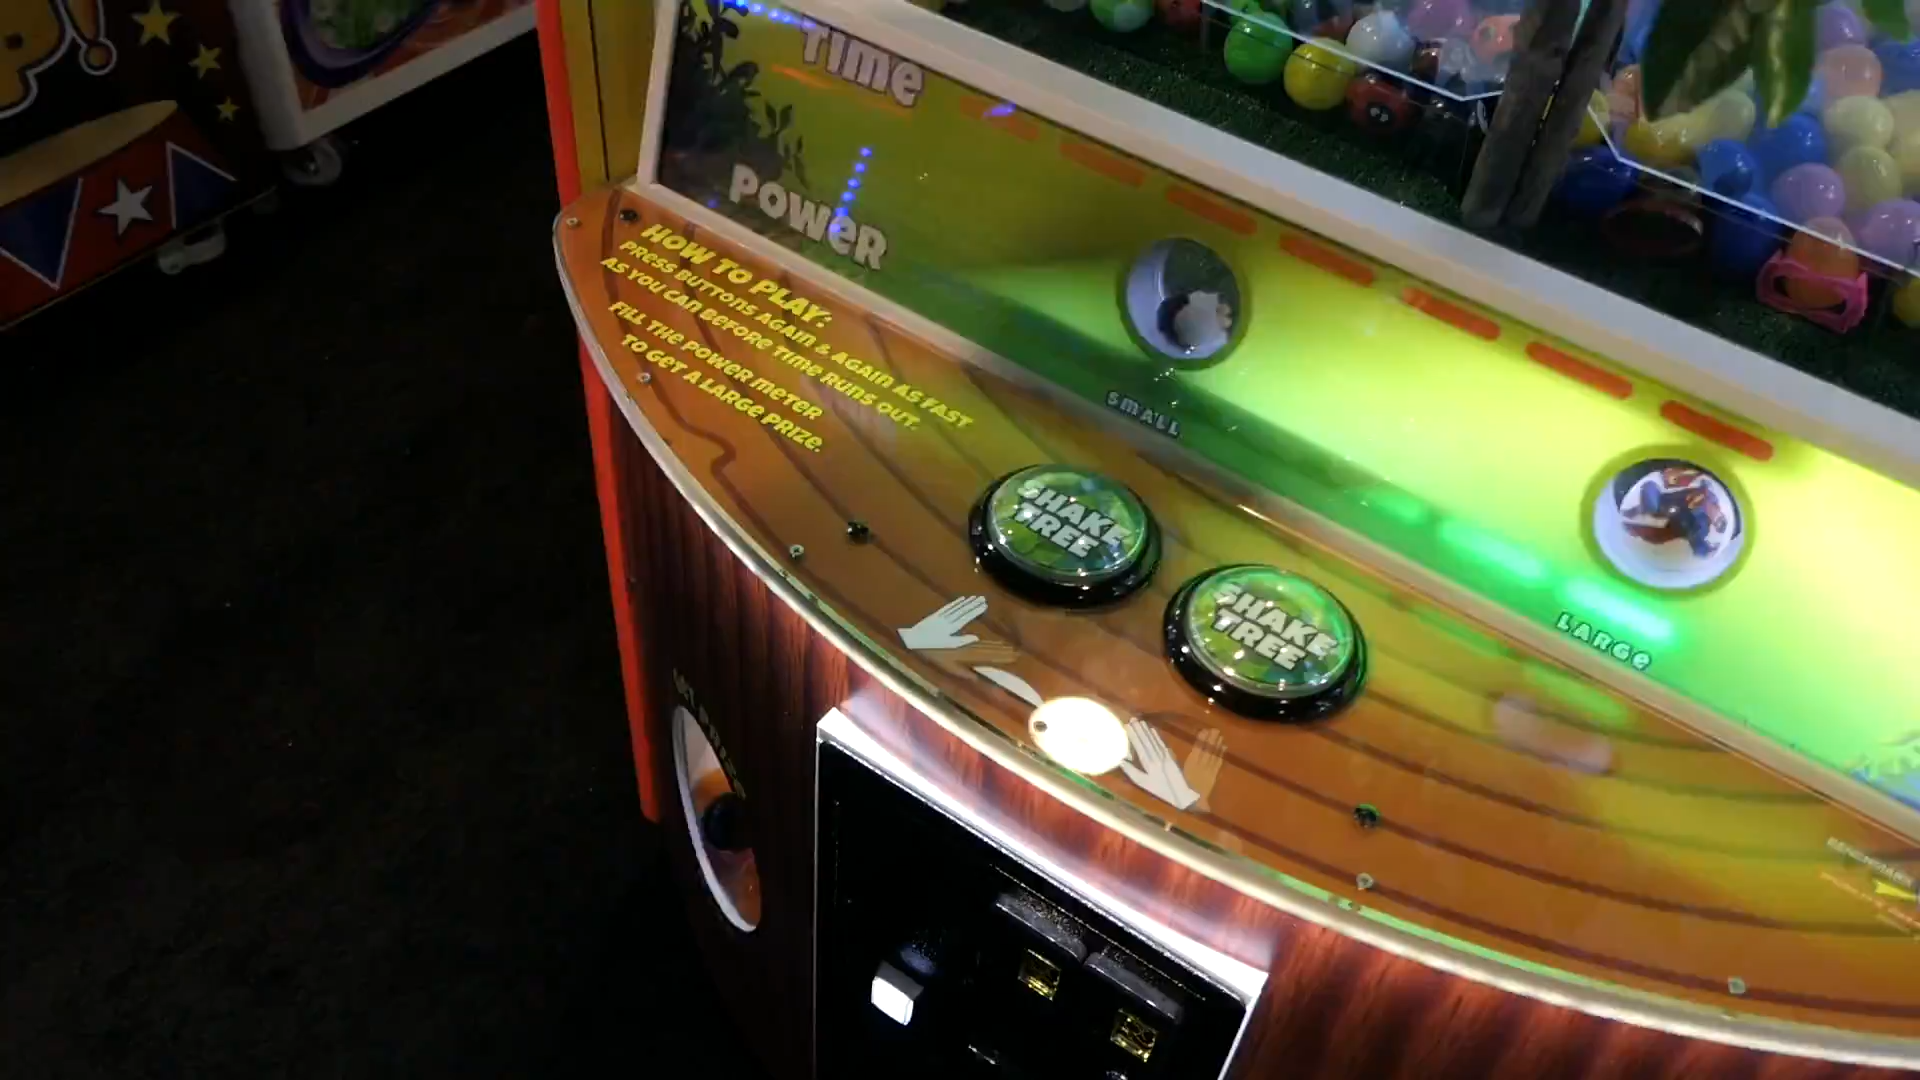 Time
POWER
HOW TO PLAY:
PRESS BUTTONS AGAIN & AGAIN AS FAST
AS YOU CAN BEFORE TIME RUNS OUT.
FILL THE POWER METER
TO GET A LARGE PRIZE.
SMALL
LARGE
SHAKE
TREE
SHAKE
TREE